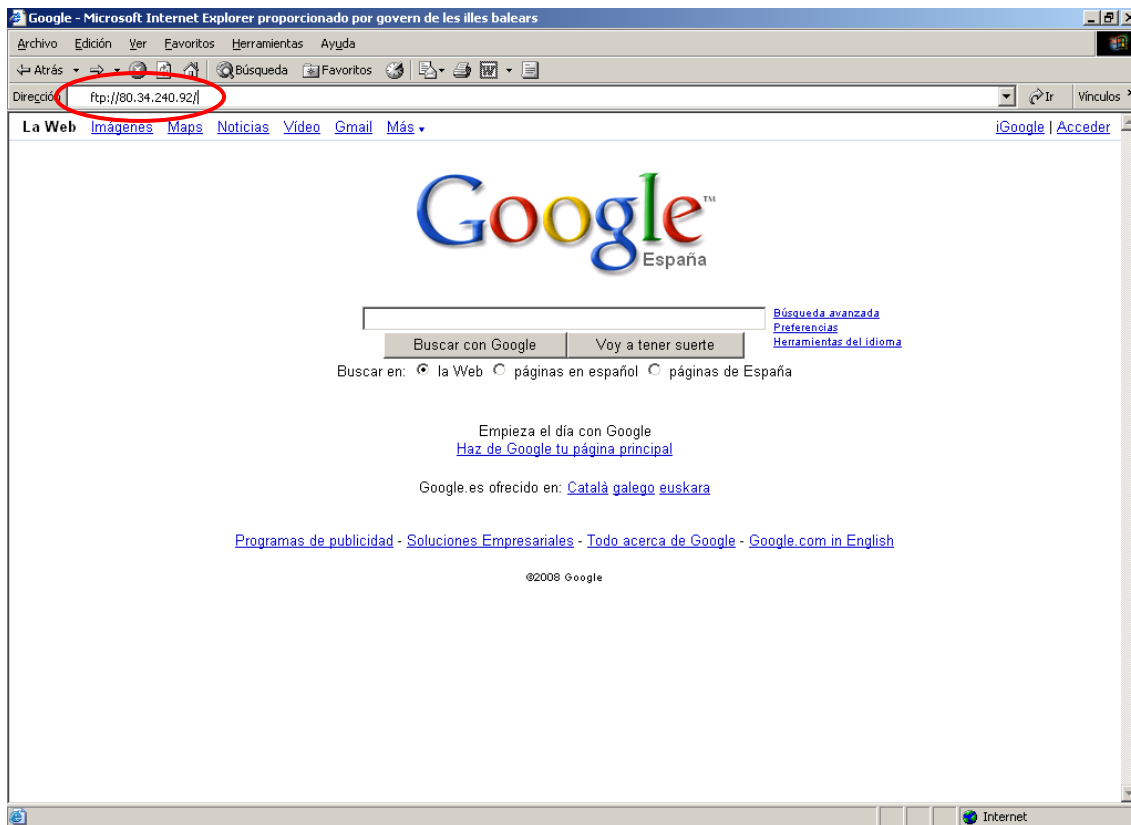 Google - Microsoft Internet Explorer proporcionado por govern de les illes balears
Archivo Edición Ver Favoritos Herramientas Ayuda
Atrás Búsqueda Favoritos
Dirección ftp://80.34.240.92/ Ir Vínculos
La Web Imágenes Maps Noticias Vídeo Gmail Más iGoogle | Acceder
Google™
España
Búsqueda avanzada
Preferencias
Herramientas del idioma
Buscar con Google Voy a tener suerte
Buscar en: la Web páginas en español páginas de España
Empieza el día con Google
Haz de Google tu página principal
Google.es ofrecido en: Català galego euskara
Programas de publicidad - Soluciones Empresariales - Todo acerca de Google - Google.com in English
©2008 Google
Internet